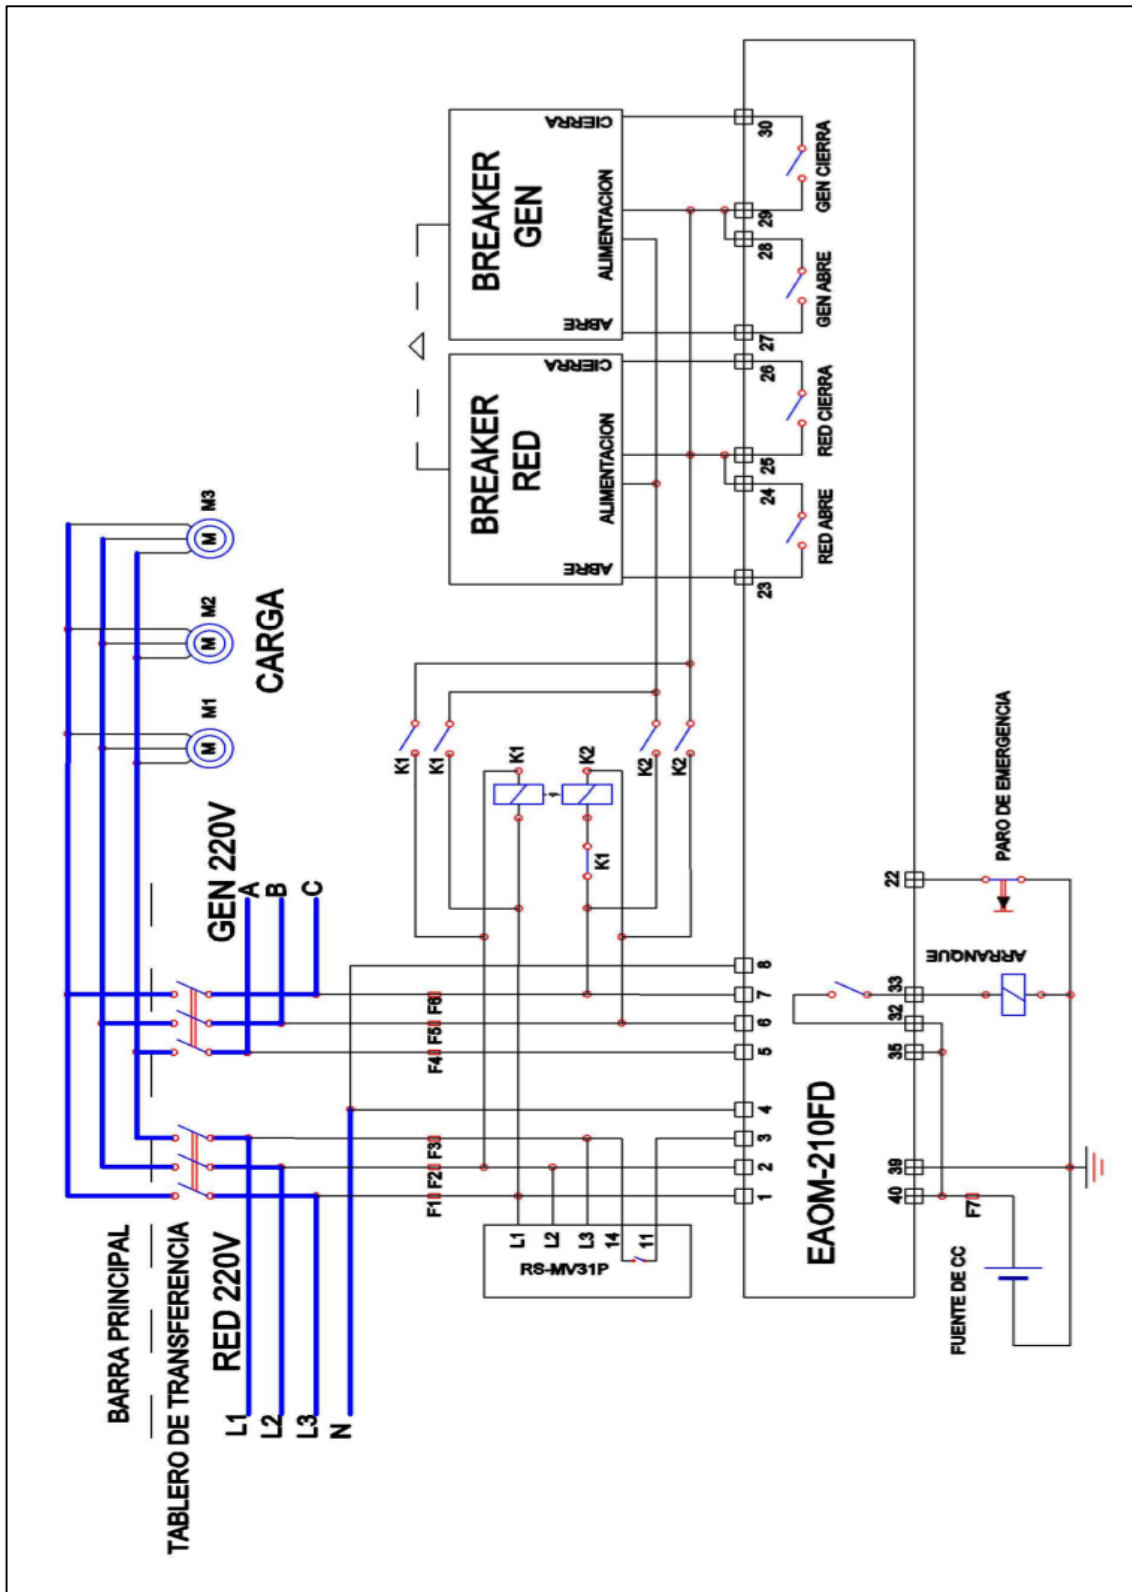 BARRA PRINCIPAL
TABLERO DE TRANSFERENCIA
RED 220V
GEN 220V
L1
L2
L3
N
A
B
C
M
M1
M
M2
M
M3
CARGA
F1
F2
F3
F4
F5
F6
K1
K1
K1
K2
K1
K2
K2
RS-MV31P
L1
L2
L3
14
11
BREAKER
RED
ABRE
ALIMENTACION
CIERRA
BREAKER
GEN
ABRE
ALIMENTACION
CIERRA
1
2
3
4
5
6
7
8
23
24
25
26
27
28
29
30
RED ABRE
RED CIERRA
GEN ABRE
GEN CIERRA
EAOM-210FD
40
39
35
32
33
22
F7
FUENTE DE CC
ARRANQUE
PARO DE EMERGENCIA